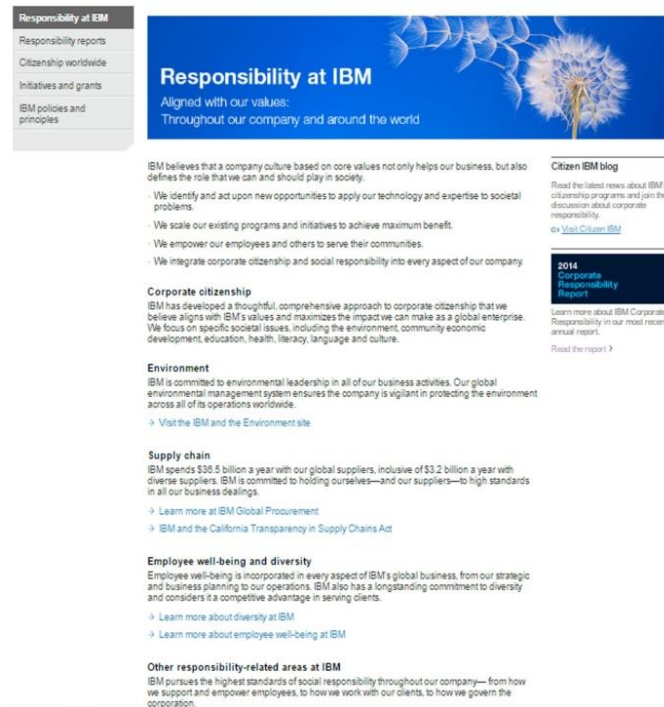 Responsibility at IBM
Responsibility reports
Citizenship worldwide
Initiatives and grants
IBM policies and
principles
Responsibility at IBM
Aligned with our values:
Throughout our company and around the world
IBM believes that a company culture based on core values not only helps our business, but also
defines the role that we can and should play in society.
· We identify and act upon new opportunities to apply our technology and expertise to societal
problems.
· We scale our existing programs and initiatives to achieve maximum benefit.
· We empower our employees and others to serve their communities.
· We integrate corporate citizenship and social responsibility into every aspect of our company.
Corporate citizenship
IBM has developed a thoughtful, comprehensive approach to corporate citizenship that we
believe aligns with IBM's values and maximizes the impact we can make as a global enterprise.
We focus on specific societal issues, including the environment, community economic
development, education, health, literacy, language and culture.
Environment
IBM is committed to environmental leadership in all of our business activities. Our global
environmental management system ensures the company is vigilant in protecting the environment
across all of its operations worldwide.
→ Visit the IBM and the Environment site
Supply chain
IBM spends $36.5 billion a year with our global suppliers, inclusive of $3.2 billion a year with
diverse suppliers. IBM is committed to holding ourselves—and our suppliers—to high standards
in all our business dealings.
→ Learn more at IBM Global Procurement
→ IBM and the California Transparency in Supply Chains Act
Employee well-being and diversity
Employee well-being is incorporated in every aspect of IBM's global business, from our strategic
and business planning to our operations. IBM also has a longstanding commitment to diversity
and considers it a competitive advantage in serving clients.
→ Learn more about diversity at IBM
→ Learn more about employee well-being at IBM
Other responsibility-related areas at IBM
IBM pursues the highest standards of social responsibility throughout our company— from how
we support and empower employees, to how we work with our clients, to how we govern the
corporation.
Citizen IBM blog
Read the latest news about IBM
citizenship programs and join the
discussion about corporate
responsibility.
Visit Citizen IBM
2014
Corporate
Responsibility
Report
Learn more about IBM Corporate
Responsibility in our most recen
annual report.
Read the report ›